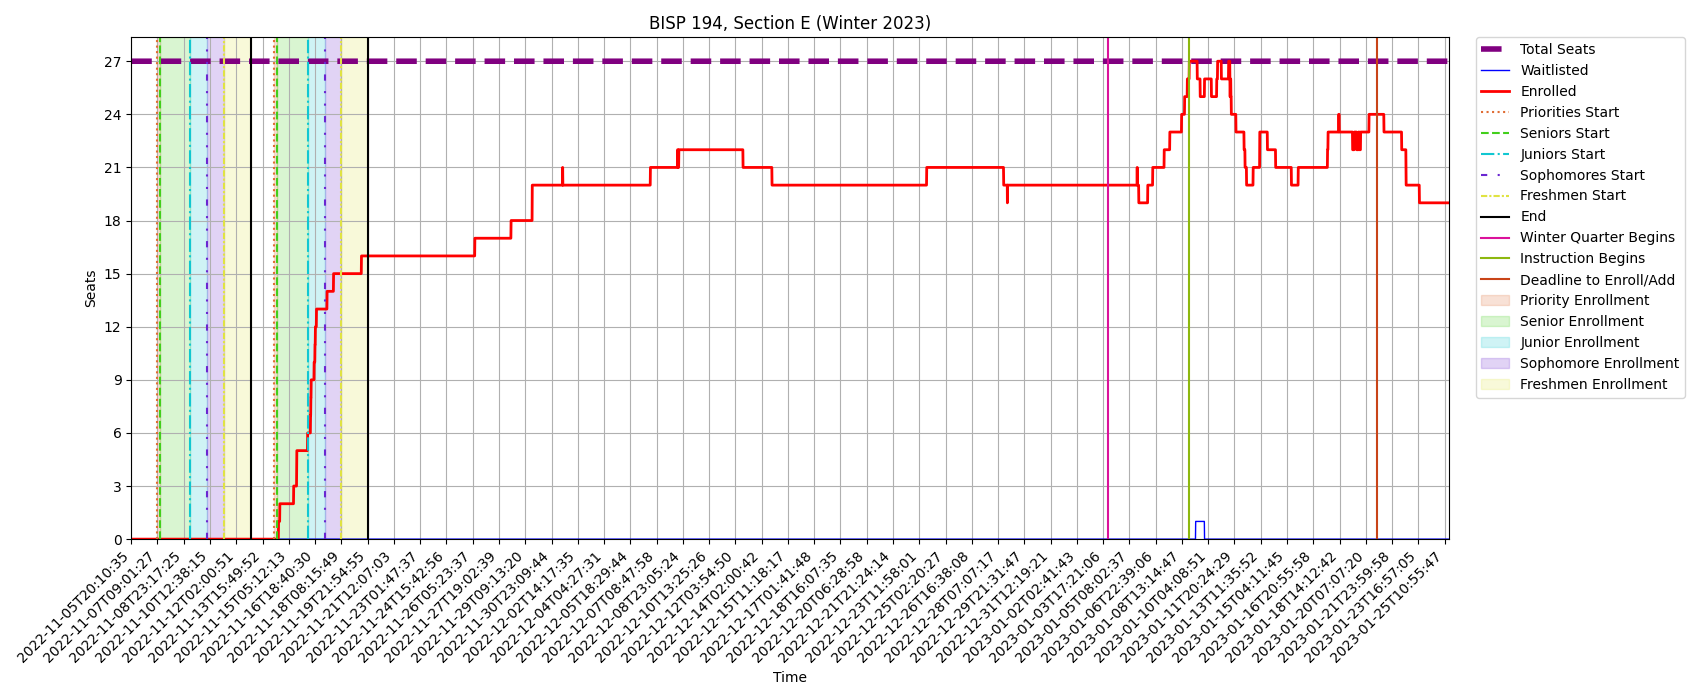 BISP 194, Section E (Winter 2023)
Seats
27
24
21
18
15
12
9
6
3
0
2022-11-05T20:10:35
2022-11-07T09:01:27
2022-11-08T23:17:25
2022-11-10T12:38:15
2022-11-12T02:00:51
2022-11-13T15:49:52
2022-11-15T05:12:13
2022-11-16T18:40:30
2022-11-18T08:15:49
2022-11-19T21:54:55
2022-11-21T12:07:03
2022-11-23T01:47:37
2022-11-24T15:42:56
2022-11-26T05:23:37
2022-11-27T19:02:39
2022-11-29T09:13:20
2022-11-30T23:09:44
2022-12-02T14:17:35
2022-12-04T04:27:31
2022-12-05T18:29:44
2022-12-07T08:47:58
2022-12-08T23:05:24
2022-12-10T13:25:26
2022-12-12T03:54:50
2022-12-14T02:00:42
2022-12-15T11:18:17
2022-12-17T01:41:48
2022-12-18T16:07:35
2022-12-20T06:28:58
2022-12-21T21:24:14
2022-12-23T11:58:01
2022-12-25T02:20:27
2022-12-26T16:38:08
2022-12-28T07:07:17
2022-12-29T21:31:47
2022-12-31T12:19:21
2023-01-02T02:41:43
2023-01-03T17:21:06
2023-01-05T08:02:37
2023-01-06T22:39:06
2023-01-08T13:14:47
2023-01-10T04:08:51
2023-01-11T20:24:29
2023-01-13T11:35:52
2023-01-15T04:11:45
2023-01-16T20:55:58
2023-01-18T14:12:42
2023-01-20T07:07:20
2023-01-21T23:59:58
2023-01-23T16:57:05
2023-01-25T10:55:47
Time
Total Seats
Waitlisted
Enrolled
Priorities Start
Seniors Start
Juniors Start
Sophomores Start
Freshmen Start
End
Winter Quarter Begins
Instruction Begins
Deadline to Enroll/Add
Priority Enrollment
Senior Enrollment
Junior Enrollment
Sophomore Enrollment
Freshmen Enrollment